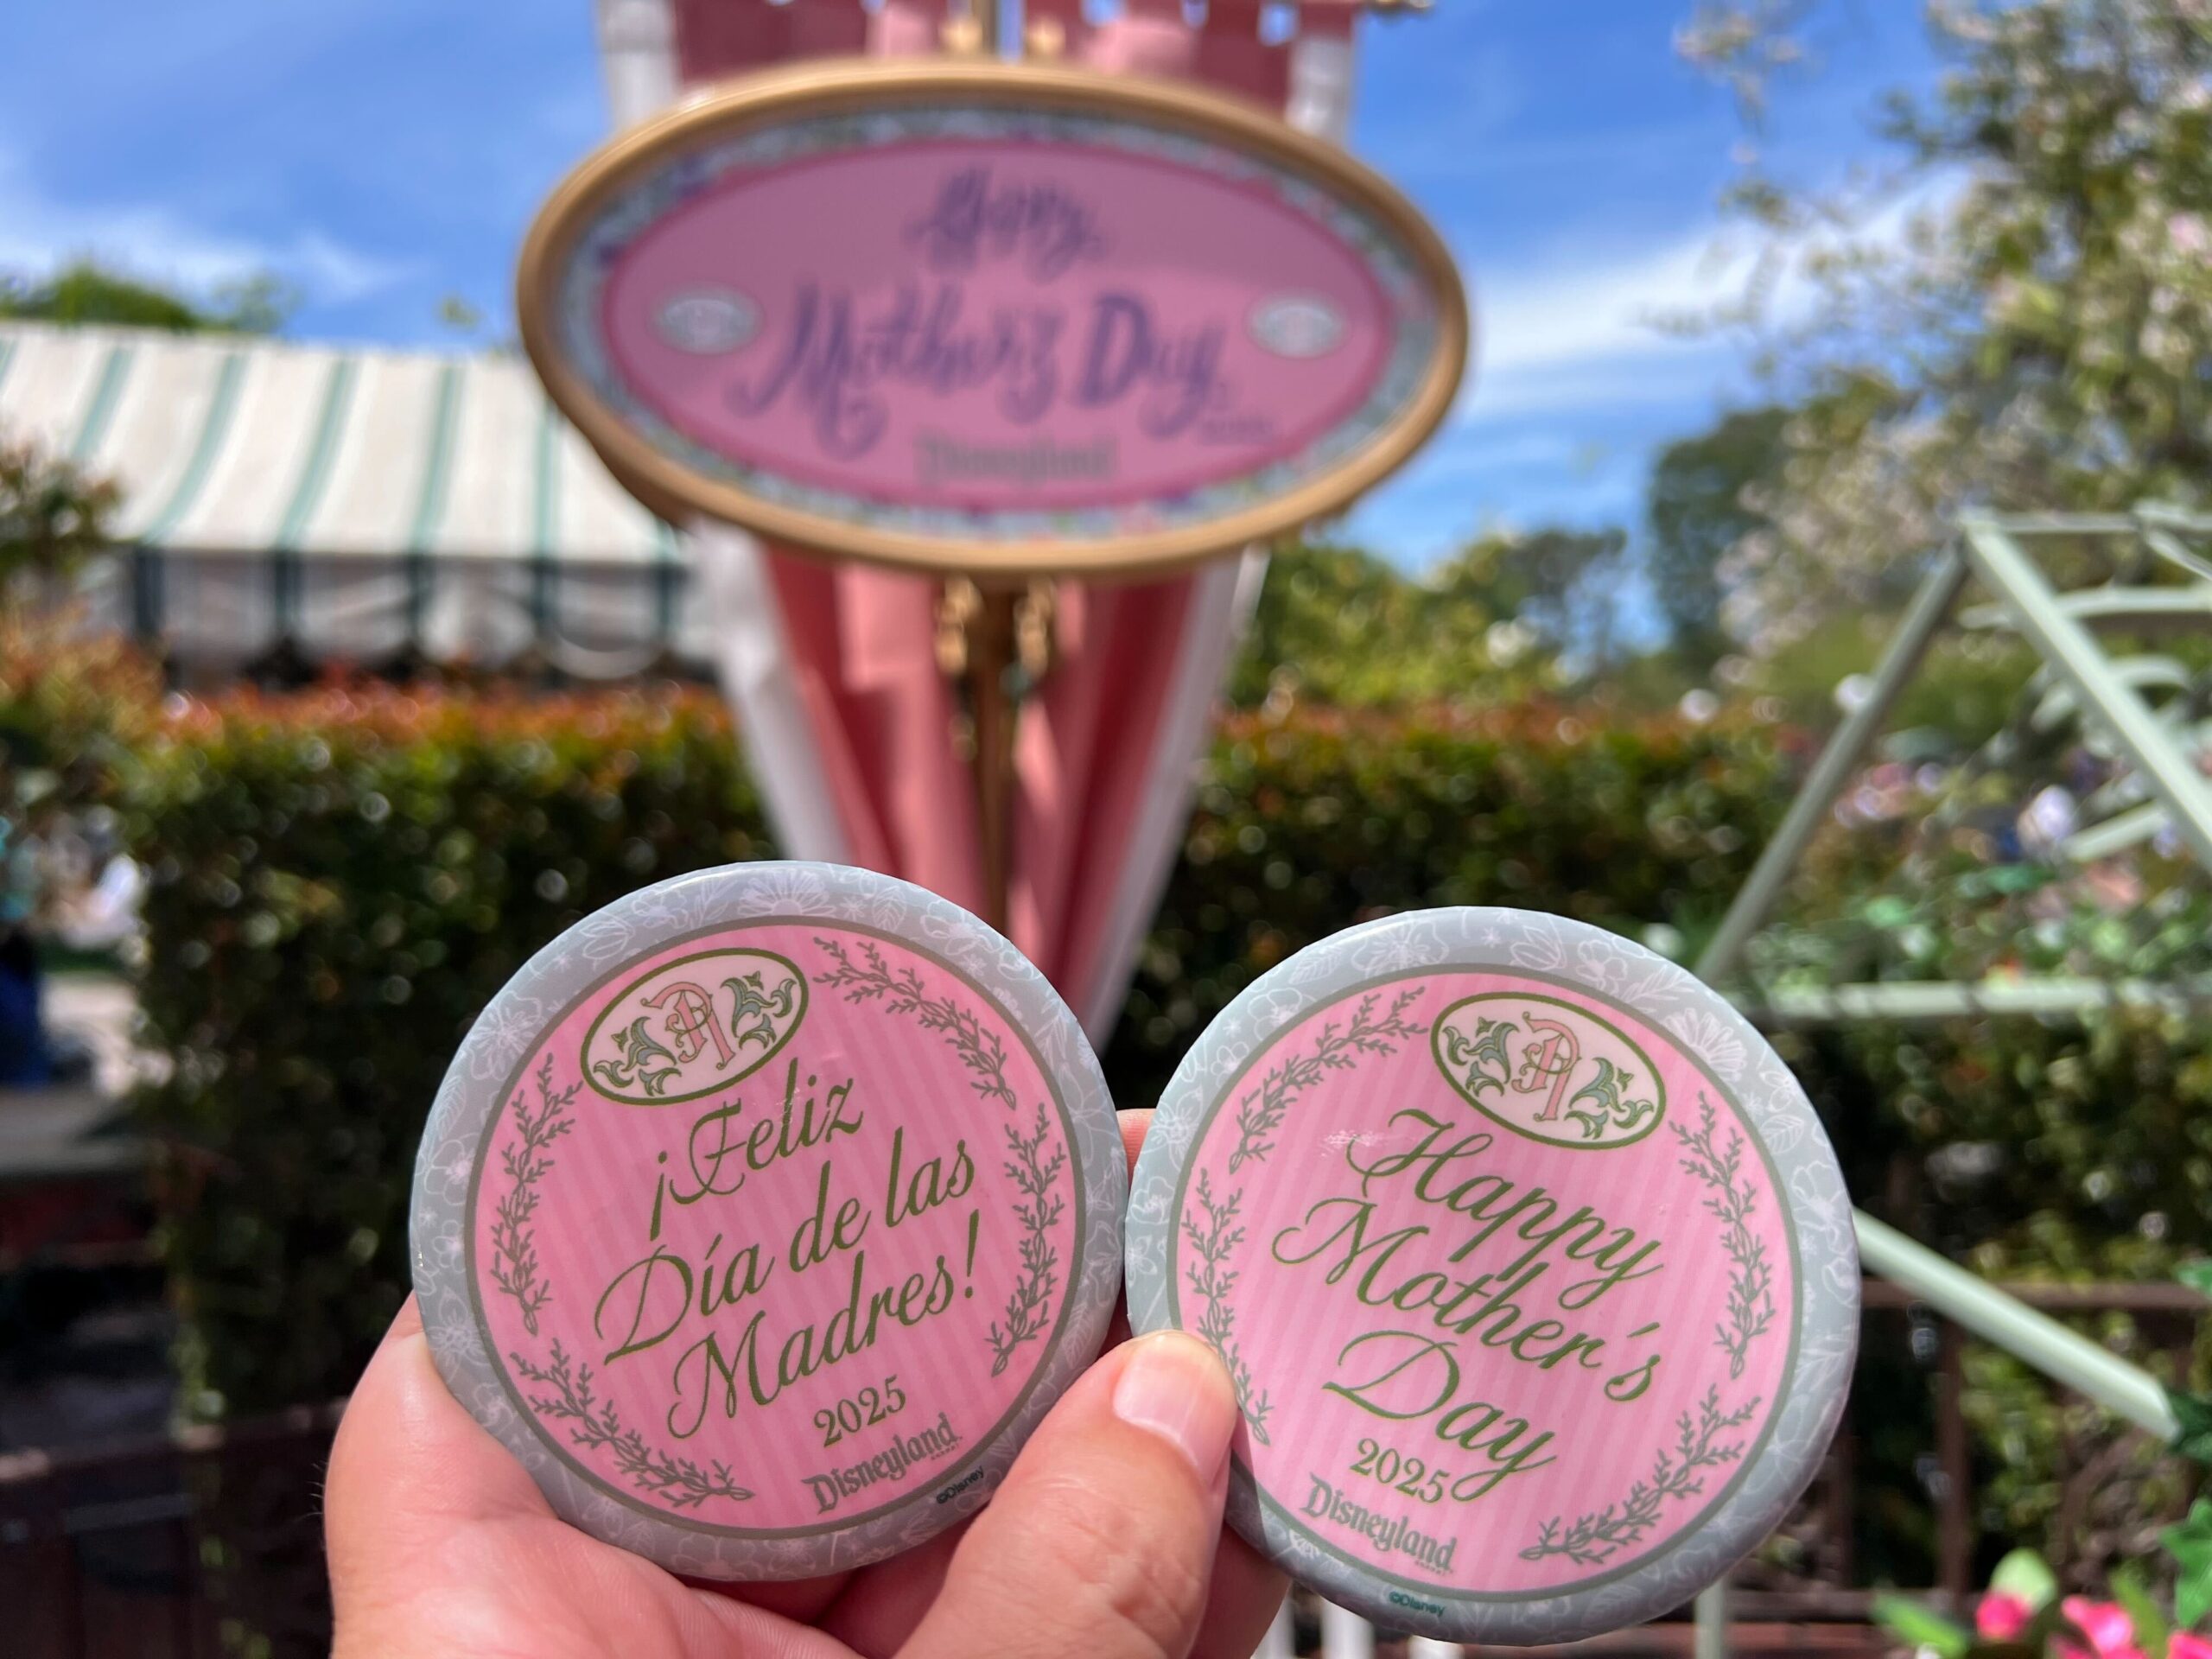 Happy
Mother's Day
Disneyland
¡Feliz
Día de las
Madres!
2025
Disneyland
©Disney
Happy
Mother's
Day
2025
Disneyland
©Disney